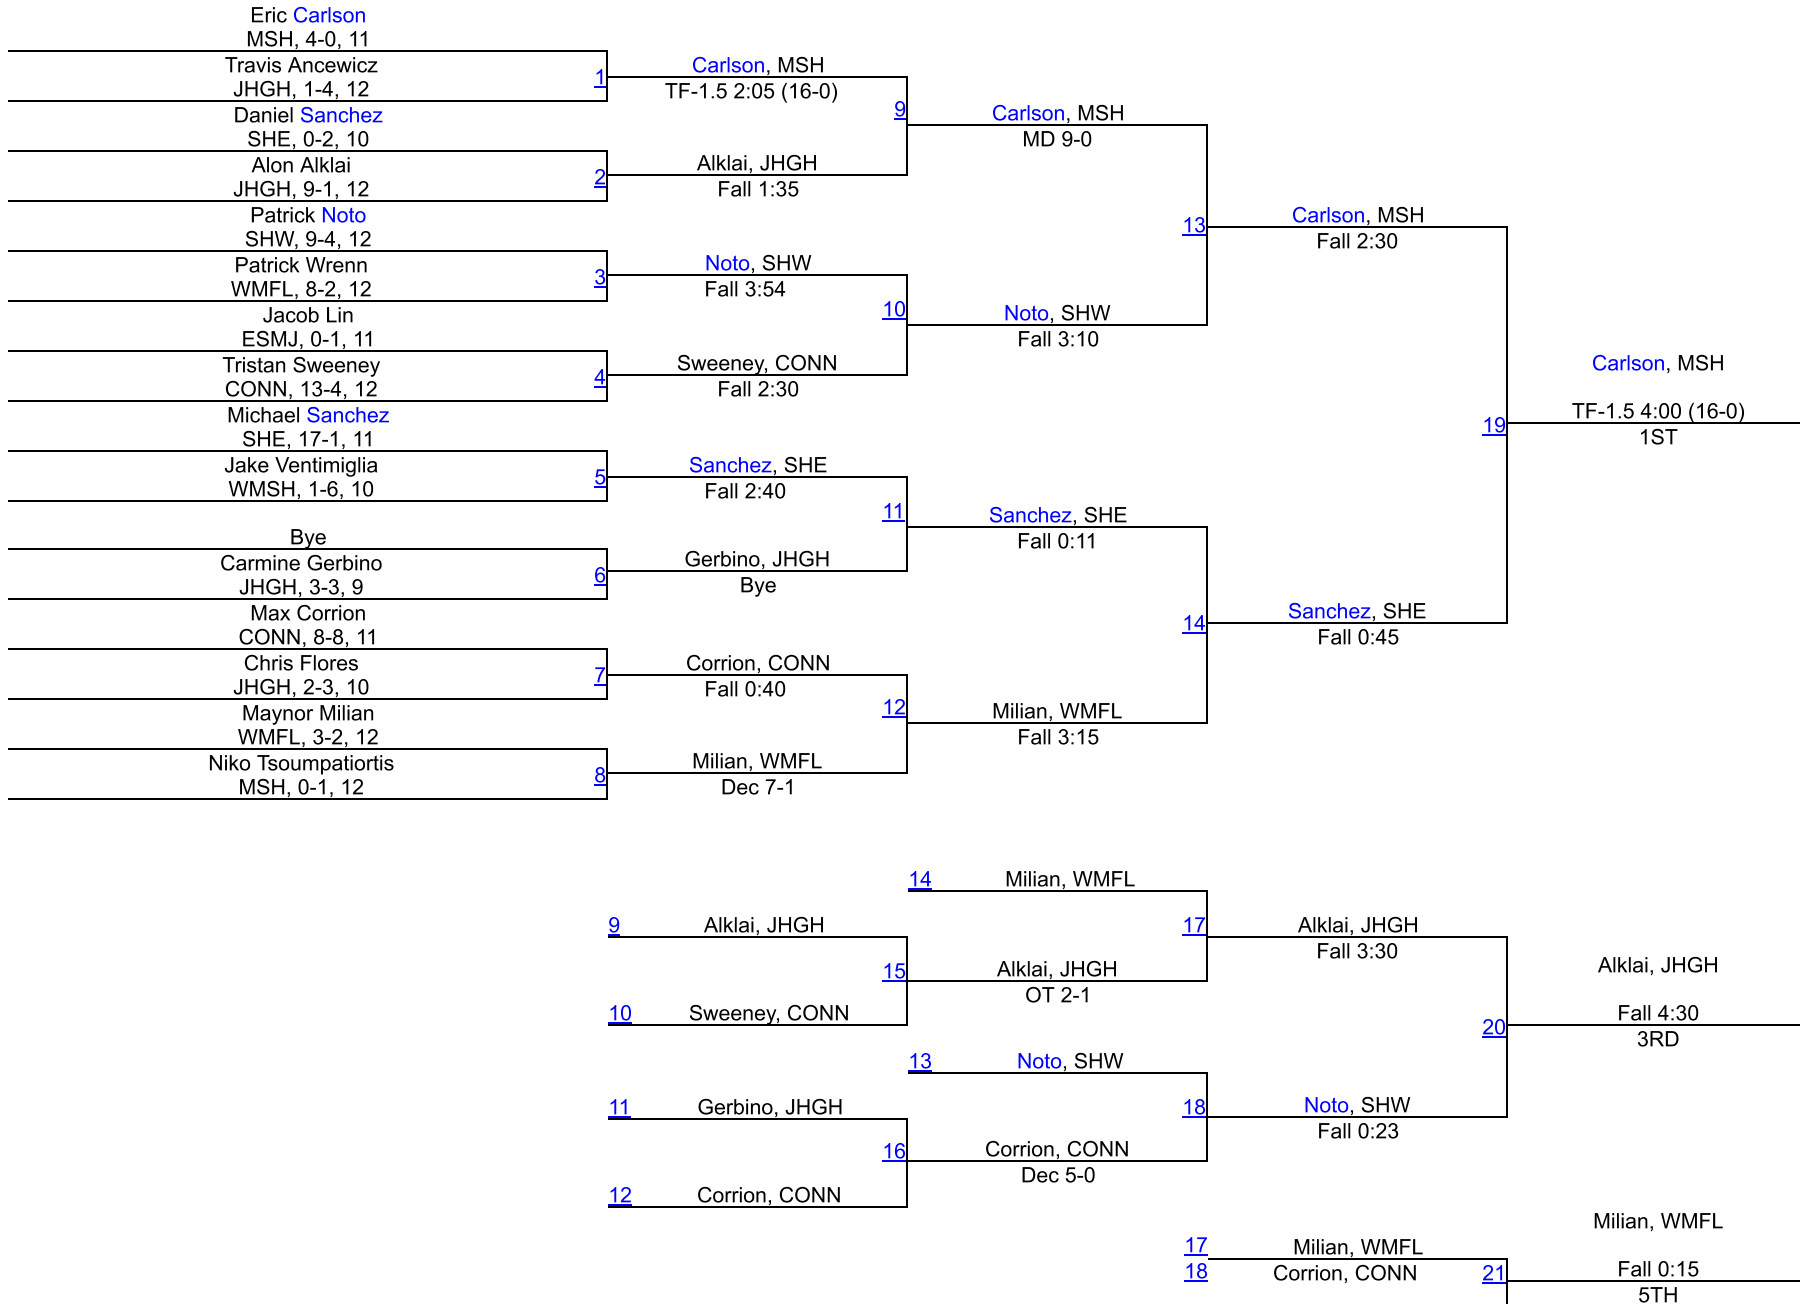 Eric Carlson
MSH, 4-0, 11
Travis Ancewicz
JHGH, 1-4, 12
1
Carlson, MSH
TF-1.5 2:05 (16-0)
Daniel Sanchez
SHE, 0-2, 10
Alon Alklai
JHGH, 9-1, 12
2
Alklai, JHGH
Fall 1:35
9
Carlson, MSH
MD 9-0
Patrick Noto
SHW, 9-4, 12
Patrick Wrenn
WMFL, 8-2, 12
3
Noto, SHW
Fall 3:54
Jacob Lin
ESMJ, 0-1, 11
Tristan Sweeney
CONN, 13-4, 12
4
Sweeney, CONN
Fall 2:30
10
Noto, SHW
Fall 3:10
13
Carlson, MSH
Fall 2:30
Michael Sanchez
SHE, 17-1, 11
Jake Ventimiglia
WMSH, 1-6, 10
5
Sanchez, SHE
Fall 2:40
Bye
Carmine Gerbino
JHGH, 3-3, 9
6
Gerbino, JHGH
Bye
11
Sanchez, SHE
Fall 0:11
Max Corrion
CONN, 8-8, 11
Chris Flores
JHGH, 2-3, 10
7
Corrion, CONN
Fall 0:40
Maynor Milian
WMFL, 3-2, 12
Niko Tsoumpatiortis
MSH, 0-1, 12
8
Milian, WMFL
Dec 7-1
12
Milian, WMFL
Fall 3:15
14
Sanchez, SHE
Fall 0:45
19
Carlson, MSH
TF-1.5 4:00 (16-0)
1ST
14
Milian, WMFL
9
Alklai, JHGH
10
Sweeney, CONN
15
Alklai, JHGH
OT 2-1
17
Alklai, JHGH
Fall 3:30
13
Noto, SHW
11
Gerbino, JHGH
12
Corrion, CONN
16
Corrion, CONN
Dec 5-0
18
Noto, SHW
Fall 0:23
20
Alklai, JHGH
Fall 4:30
3RD
17
Milian, WMFL
18
Corrion, CONN
21
Milian, WMFL
Fall 0:15
5TH